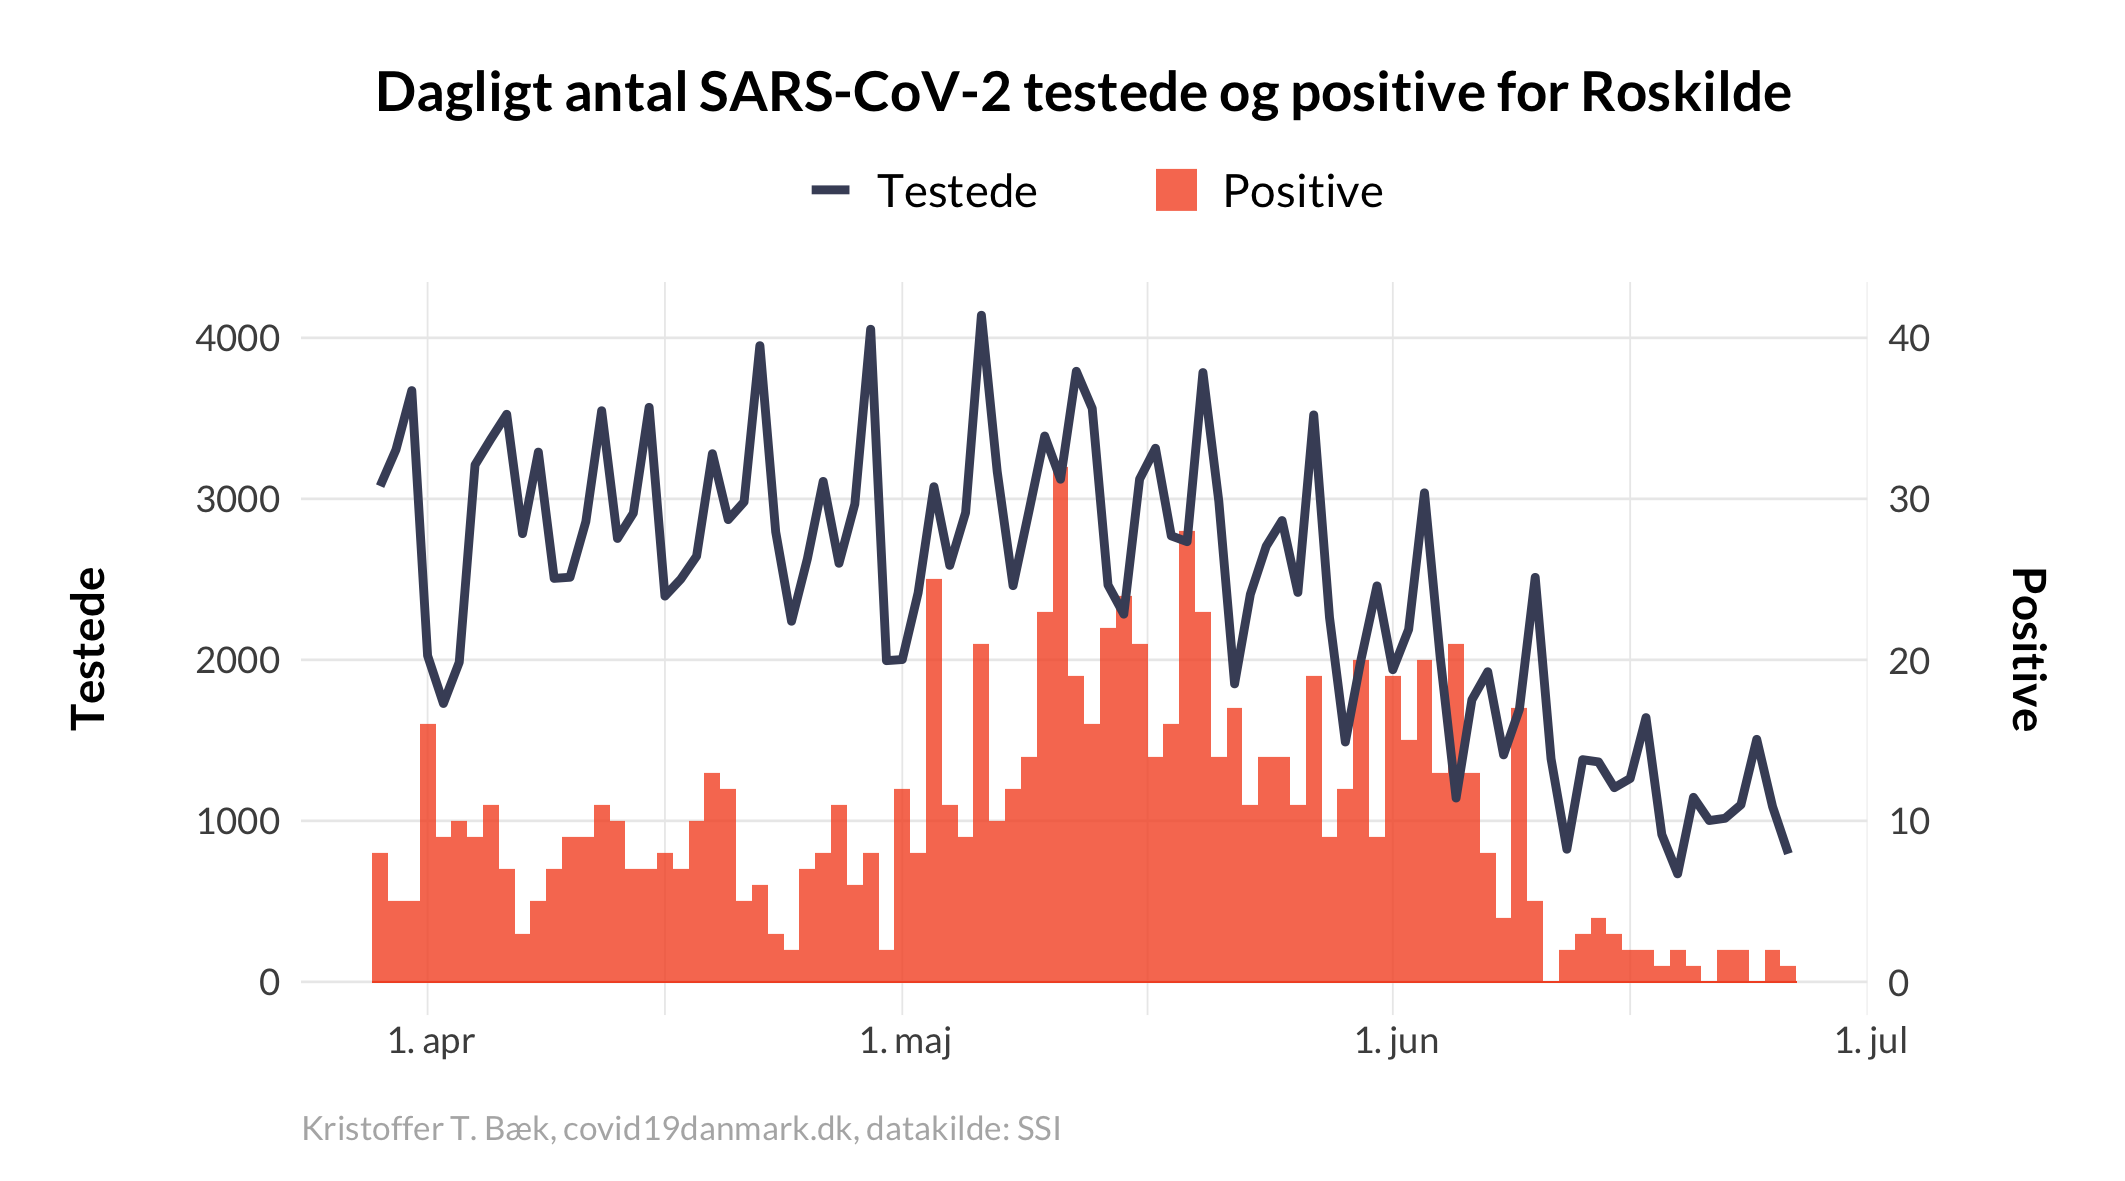 Dagligt antal SARS-CoV-2 testede og positive for Roskilde
Testede Positive
4000 40
3000 30
2000 20
1000 10
0 0
Testede
Positive
1. apr 1. maj 1. jun 1. jul
Kristoffer T. Bæk, covid19danmark.dk, datakilde: SSI